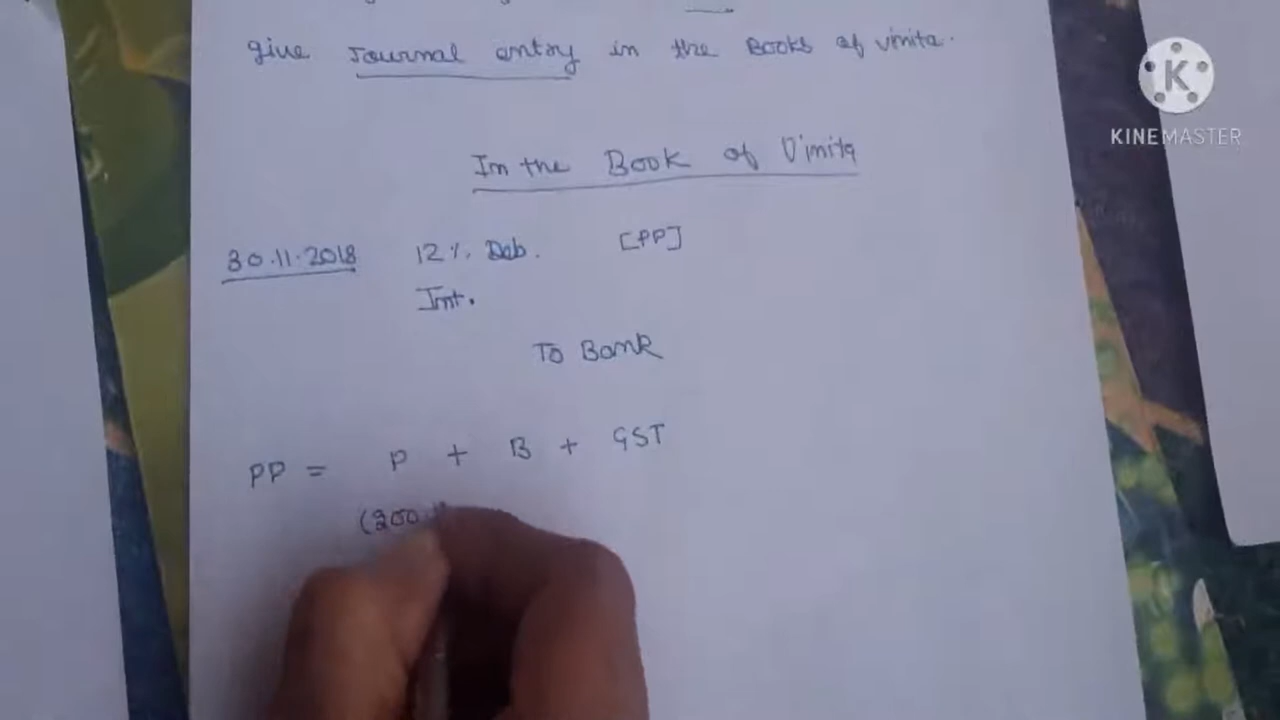 give Journal entry in the Books of vinita.
K
KINEMASTER
In the Book of Vinita
30.11.2018 12%. Deb. [PP]
Int.
To Bank
PP = P + B + GST
(200